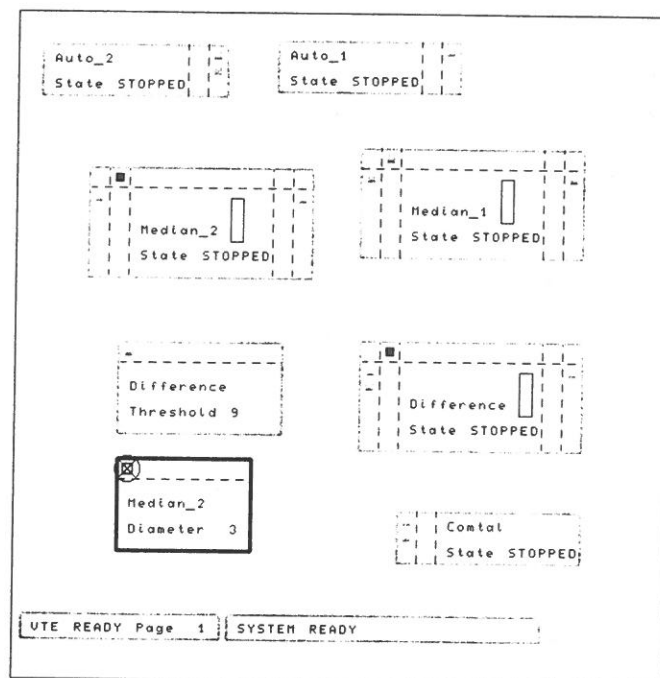 Auto_2
State STOPPED
Auto_1
State STOPPED
Median_2
State STOPPED
Median_1
State STOPPED
Difference
Threshold 9
Difference
State STOPPED
Median_2
Diameter 3
Comtal
State STOPPED
VTE READY Page 1
SYSTEM READY